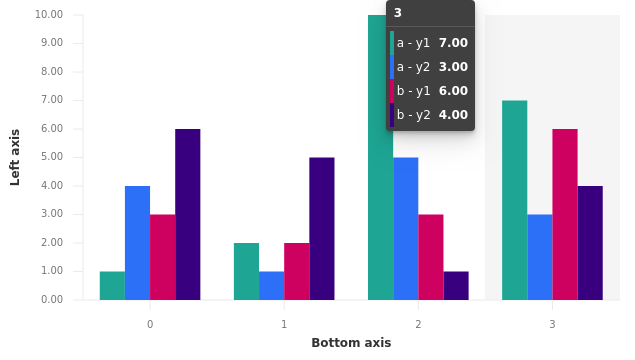 10.00
9.00
8.00
7.00
6.00
5.00
4.00
3.00
2.00
1.00
0.00
Left axis
3
a - y1 7.00
a - y2 3.00
b - y1 6.00
b - y2 4.00
0 1 2 3
Bottom axis